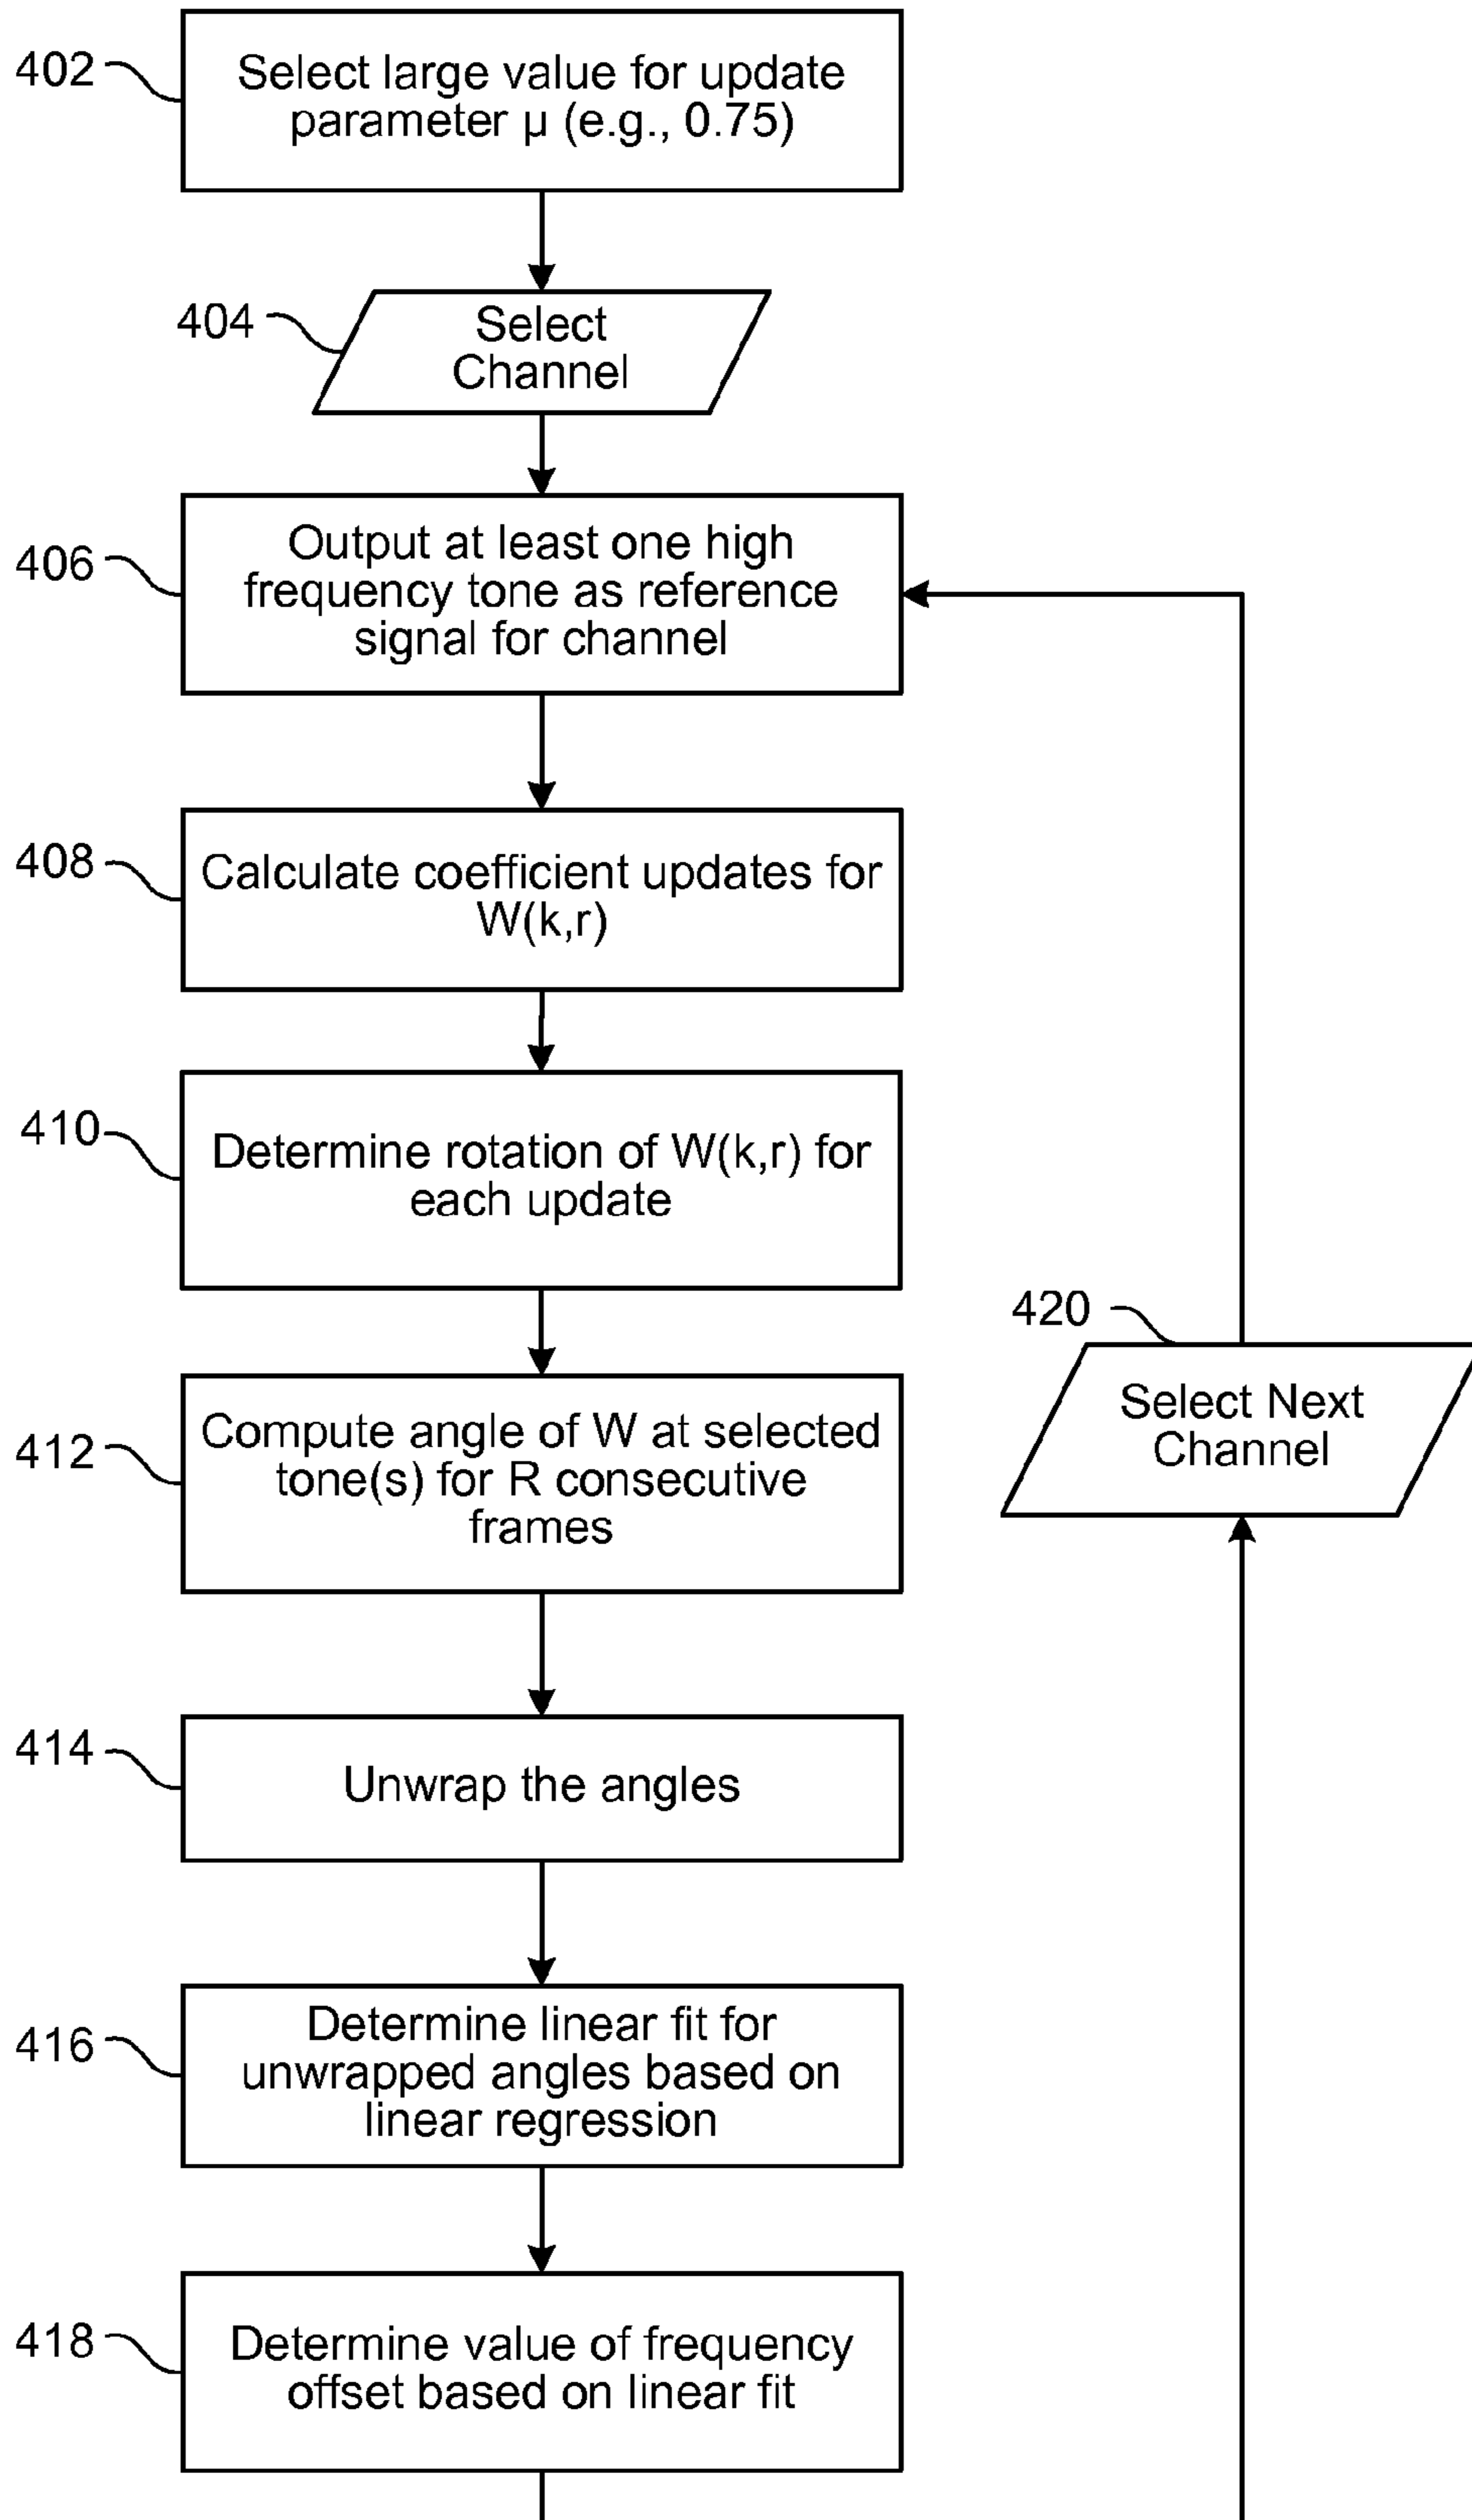 402
Select large value for update
parameter μ (e.g., 0.75)
404
Select
Channel
406
Output at least one high
frequency tone as reference
signal for channel
408
Calculate coefficient updates for
W(k,r)
410
Determine rotation of W(k,r) for
each update
412
Compute angle of W at selected
tone(s) for R consecutive
frames
414
Unwrap the angles
416
Determine linear fit for
unwrapped angles based on
linear regression
418
Determine value of frequency
offset based on linear fit
420
Select Next
Channel